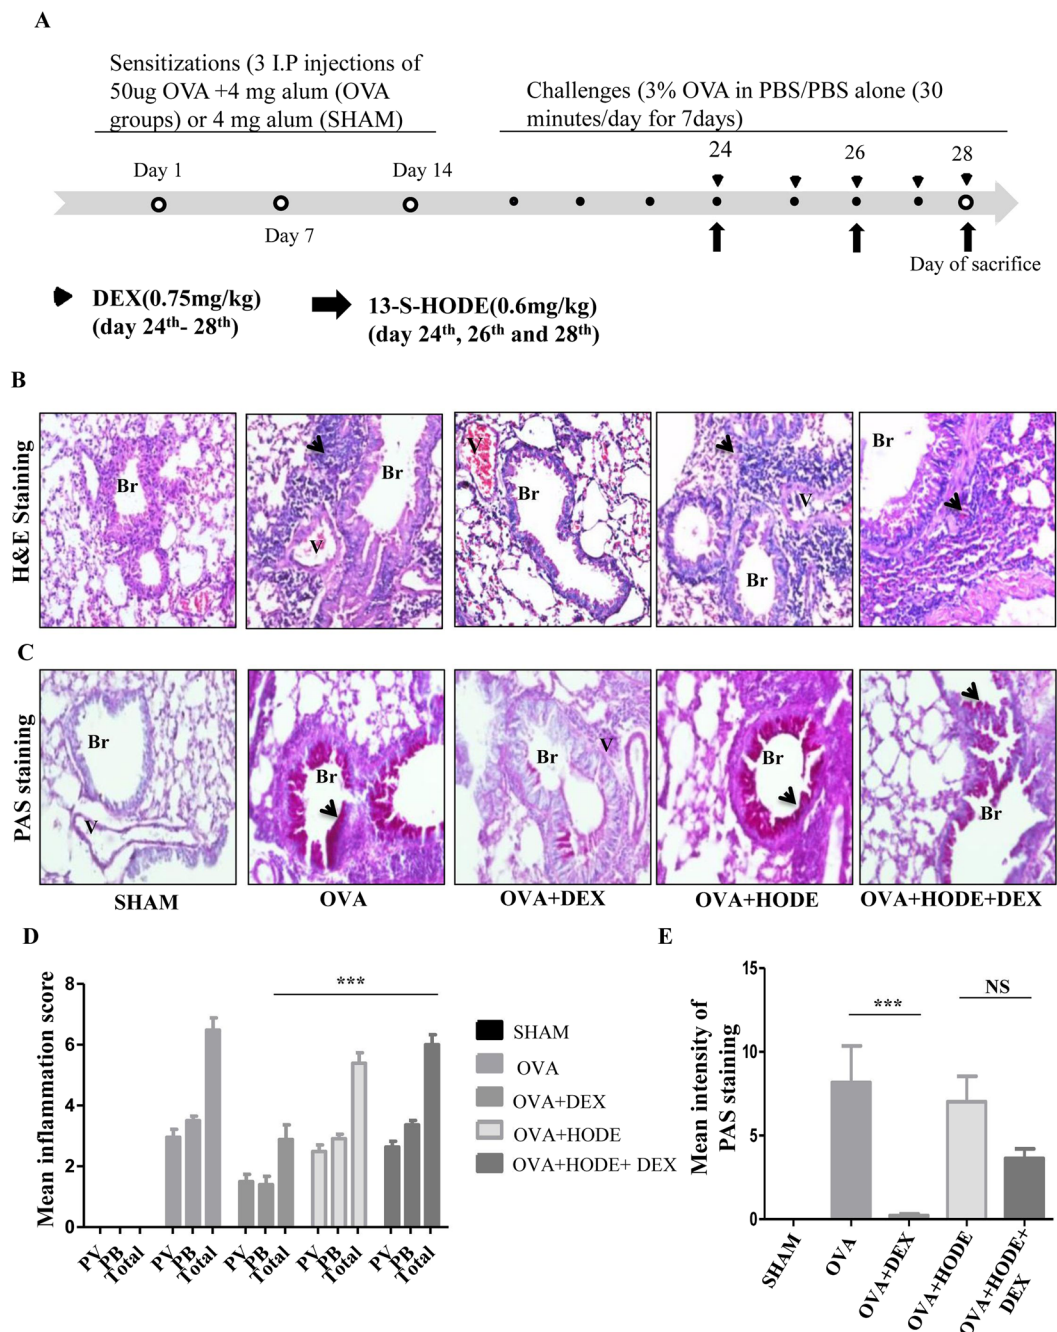 A
Sensitizations (3 I.P injections of
50ug OVA +4 mg alum (OVA
groups) or 4 mg alum (SHAM)
Challenges (3% OVA in PBS/PBS alone (30
minutes/day for 7days)
Day 1
Day 14
24
26
28
Day 7
Day of sacrifice
DEX(0.75mg/kg)
(day 24th- 28th)
13-S-HODE(0.6mg/kg)
(day 24th, 26th and 28th)
B
H&E Staining
Br
Br
V
V
Br
V
Br
Br
C
PAS staining
Br
V
Br
Br
V
Br
Br
SHAM
OVA
OVA+DEX
OVA+HODE
OVA+HODE+DEX
D
Mean inflammation score
8
6
4
2
0
***
PV
PB
Total
PV
PB
Total
PV
PB
Total
PV
PB
Total
PV
PB
Total
SHAM
OVA
OVA+DEX
OVA+HODE
OVA+HODE+ DEX
E
Mean intensity of
PAS staining
15
10
5
0
***
NS
SHAM
OVA
OVA+DEX
OVA+HODE
OVA+HODE+
DEX